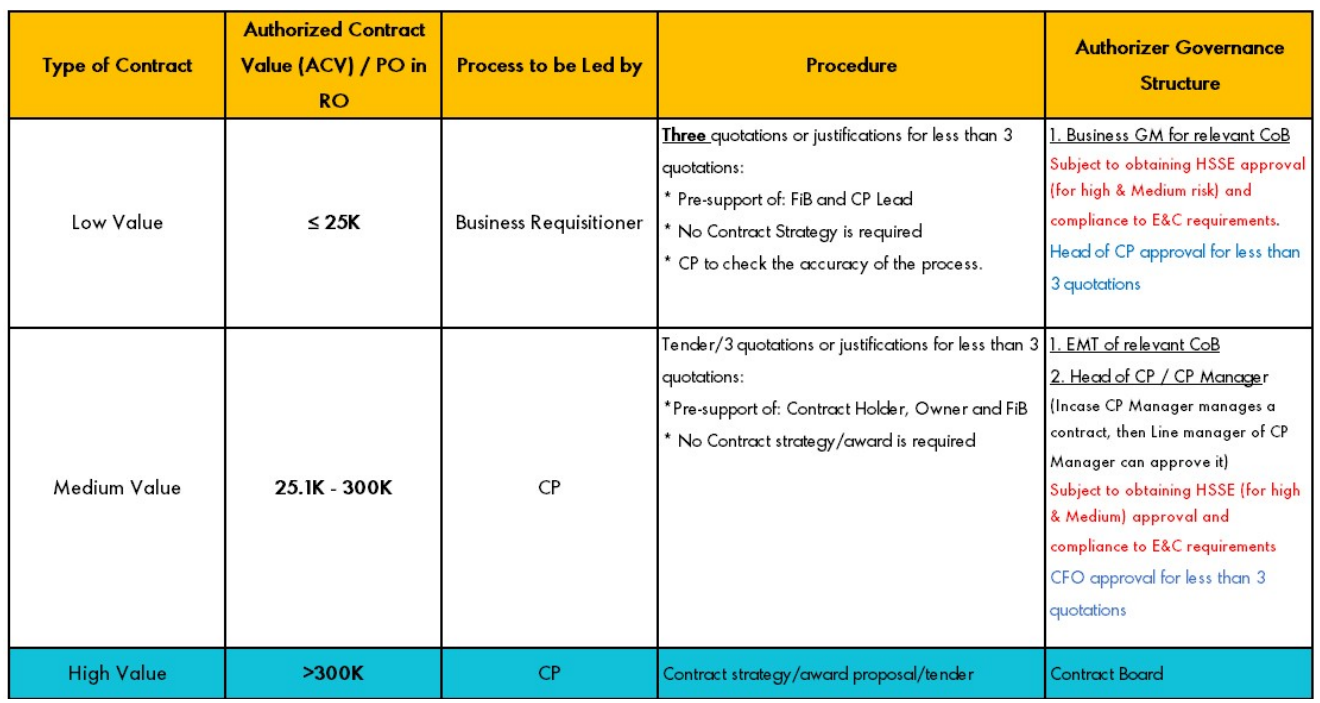 Type of Contract
Authorized Contract
Value (ACV) / PO in
RO
Process to be Led by
Procedure
Authorizer Governance
Structure
Low Value
≤ 25K
Business Requisitioner
Three quotations or justifications for less than 3
quotations:
* Pre-support of: FiB and CP Lead
* No Contract Strategy is required
* CP to check the accuracy of the process.
1. Business GM for relevant CoB
Subject to obtaining HSSE approval
(for high & Medium risk) and
compliance to E&C requirements.
Head of CP approval for less than
3 quotations
Medium Value
25.1K - 300K
CP
Tender/3 quotations or justifications for less than 3
quotations:
*Pre-support of: Contract Holder, Owner and FiB
* No Contract strategy/award is required
1. EMT of relevant CoB
2. Head of CP / CP Manager
(Incase CP Manager manages a
contract, then Line manager of CP
Manager can approve it)
Subject to obtaining HSSE (for high
& Medium) approval and
compliance to E&C requirements
CFO approval for less than 3
quotations
High Value
>300K
CP
Contract strategy/award proposal/tender
Contract Board